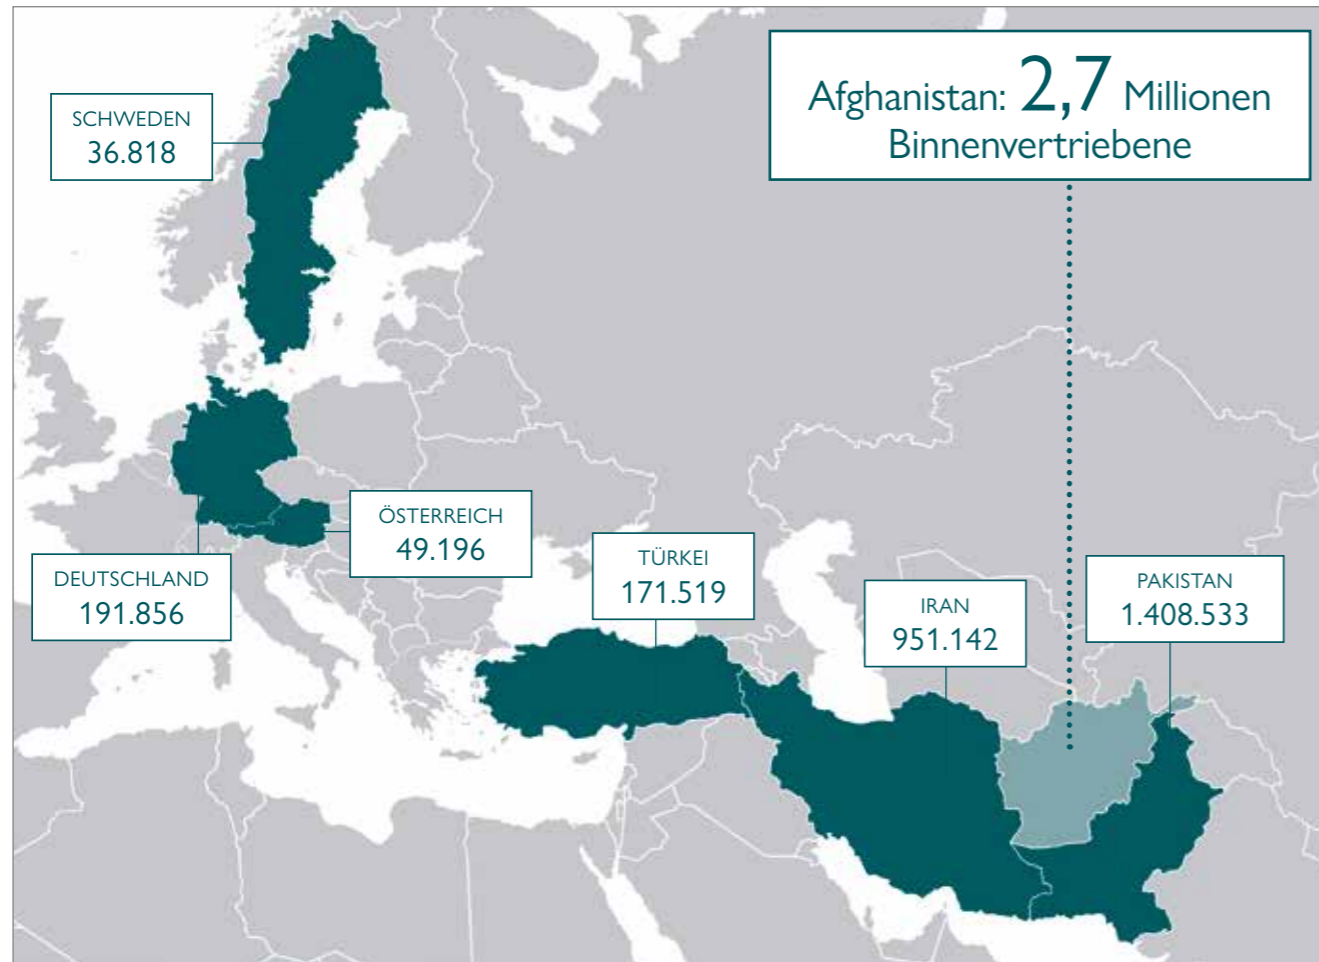 SCHWEDEN
36.818
Afghanistan: 2,7 Millionen
Binnenvertriebene
ÖSTERREICH
49.196
DEUTSCHLAND
191.856
TÜRKEI
171.519
IRAN
951.142
PAKISTAN
1.408.533